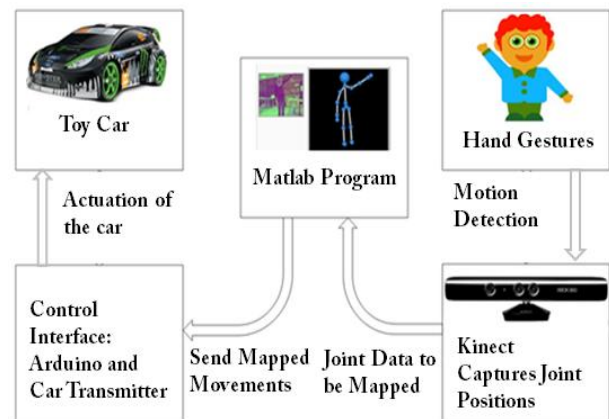 Toy Car
Matlab Program
Hand Gestures
Actuation of
the car
Motion
Detection
Control
Interface:
Arduino and
Car Transmitter
Send Mapped
Movements
Joint Data to
be Mapped
Kinect
Captures Joint
Positions